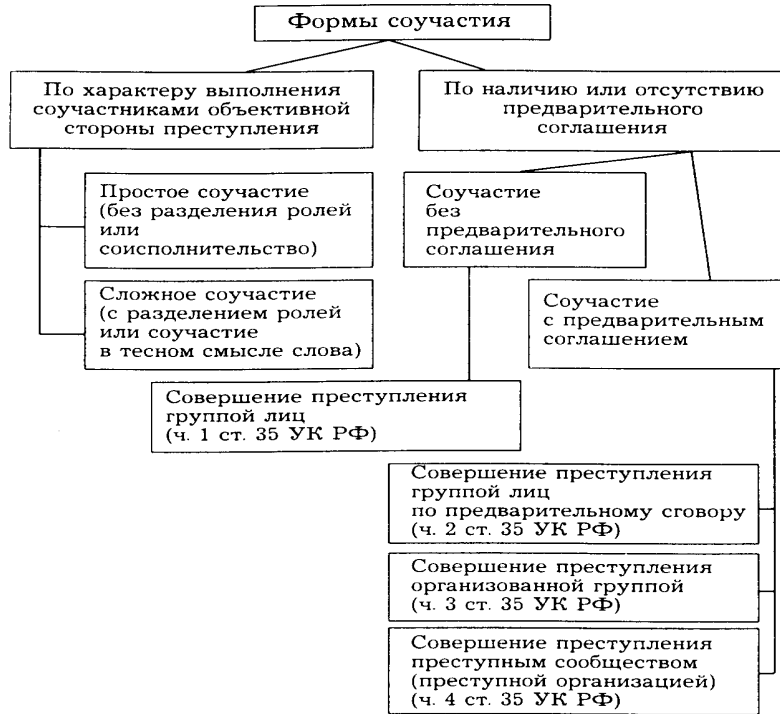 Формы соучастия
По характеру выполнения
соучастниками объективной
стороны преступления
По наличию или отсутствию
предварительного
соглашения
Простое соучастие
(без разделения ролей
или
соисполнительство)
Сложное соучастие
(с разделением ролей
или соучастие
в тесном смысле слова)
Соучастие
без
предварительного
соглашения
Соучастие
с предварительным
соглашением
Совершение преступления
группой лиц
(ч. 1 ст. 35 УК РФ)
Совершение преступления
группой лиц
по предварительному сговору
(ч. 2 ст. 35 УК РФ)
Совершение преступления
организованной группой
(ч. 3 ст. 35 УК РФ)
Совершение преступления
преступным сообществом
(преступной организацией)
(ч. 4 ст. 35 УК РФ)